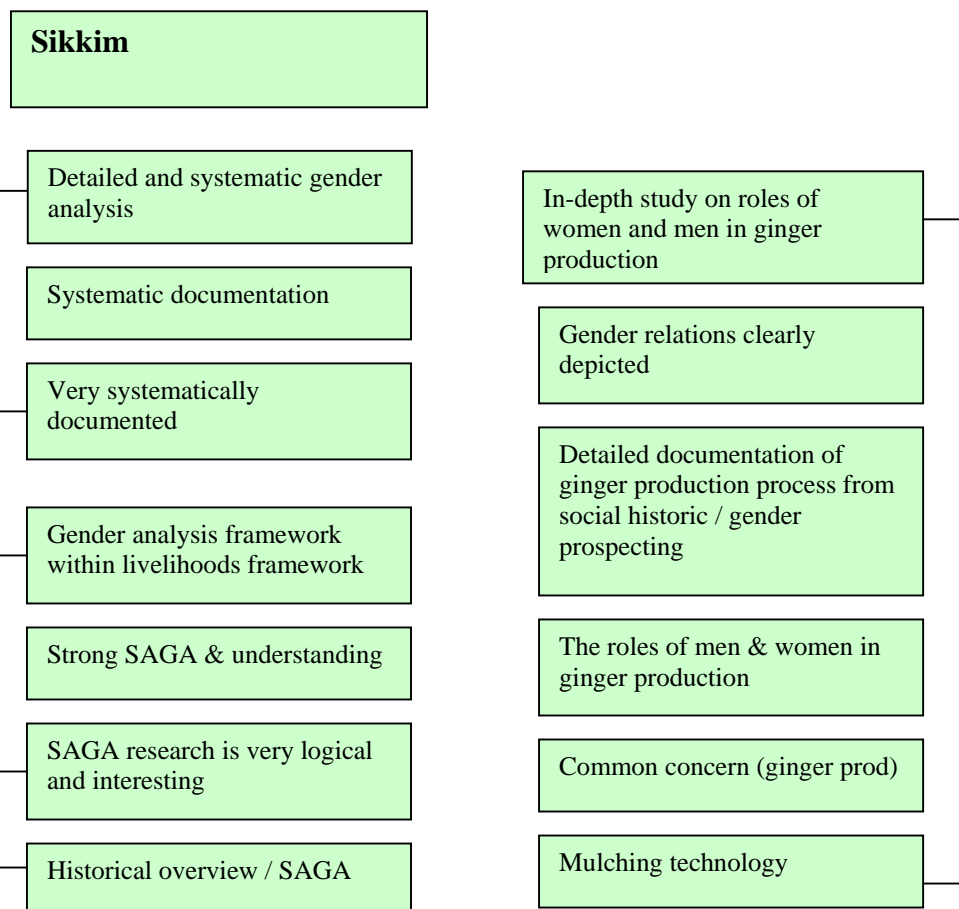 Sikkim
Detailed and systematic gender
analysis
Systematic documentation
Very systematically
documented
Gender analysis framework
within livelihoods framework
Strong SAGA & understanding
SAGA research is very logical
and interesting
Historical overview / SAGA
In-depth study on roles of
women and men in ginger
production
Gender relations clearly
depicted
Detailed documentation of
ginger production process from
social historic / gender
prospecting
The roles of men & women in
ginger production
Common concern (ginger prod)
Mulching technology